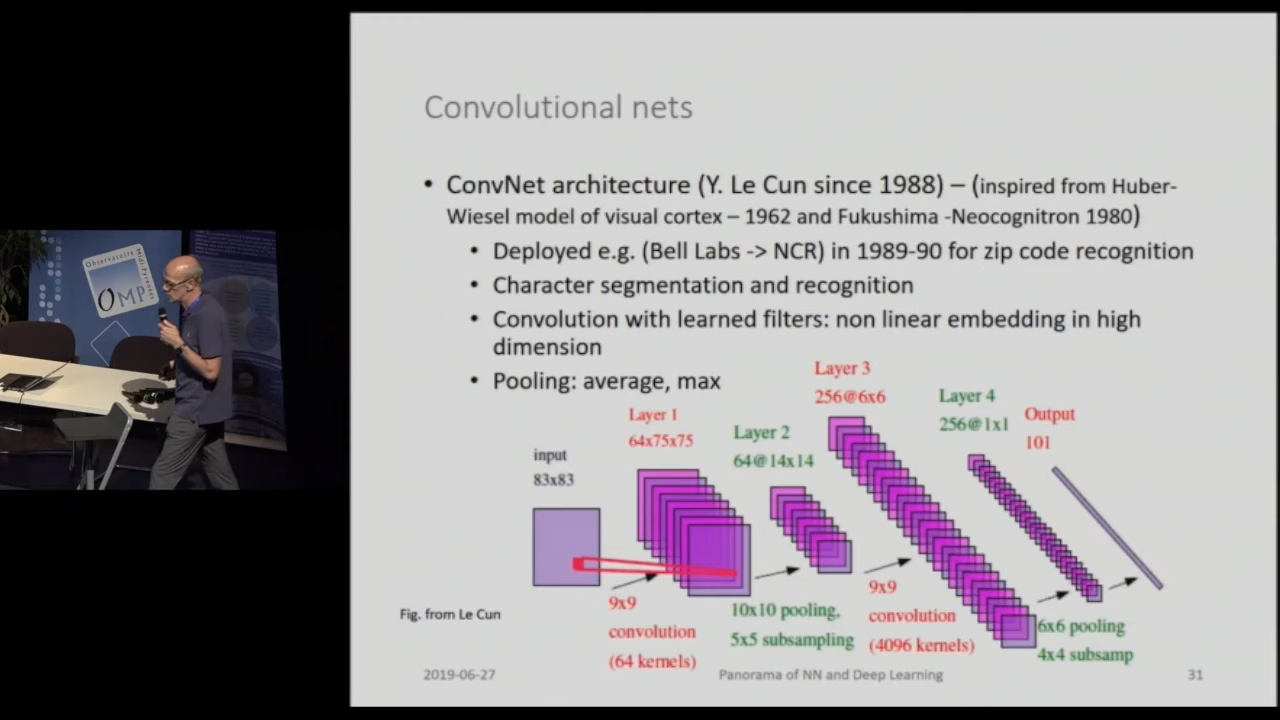 Convolutional nets
• ConvNet architecture (Y. Le Cun since 1988) – (inspired from Huber-
Wiesel model of visual cortex – 1962 and Fukushima -Neocognitron 1980)
• Deployed e.g. (Bell Labs -> NCR) in 1989-90 for zip code recognition
• Character segmentation and recognition
• Convolution with learned filters: non linear embedding in high
dimension
• Pooling: average, max
Layer 3
256@6x6
Layer 4
256@1x1
Output
101
Layer 1
64x75x75
Layer 2
64@14x14
input
83x83
9x9
convolution
(64 kernels)
10x10 pooling,
5x5 subsampling
9x9
convolution
(4096 kernels)
6x6 pooling
4x4 subsamp
Fig. from Le Cun
2019-06-27
Panorama of NN and Deep Learning
31
Observatoire
Midi-Pyrénées
OMP